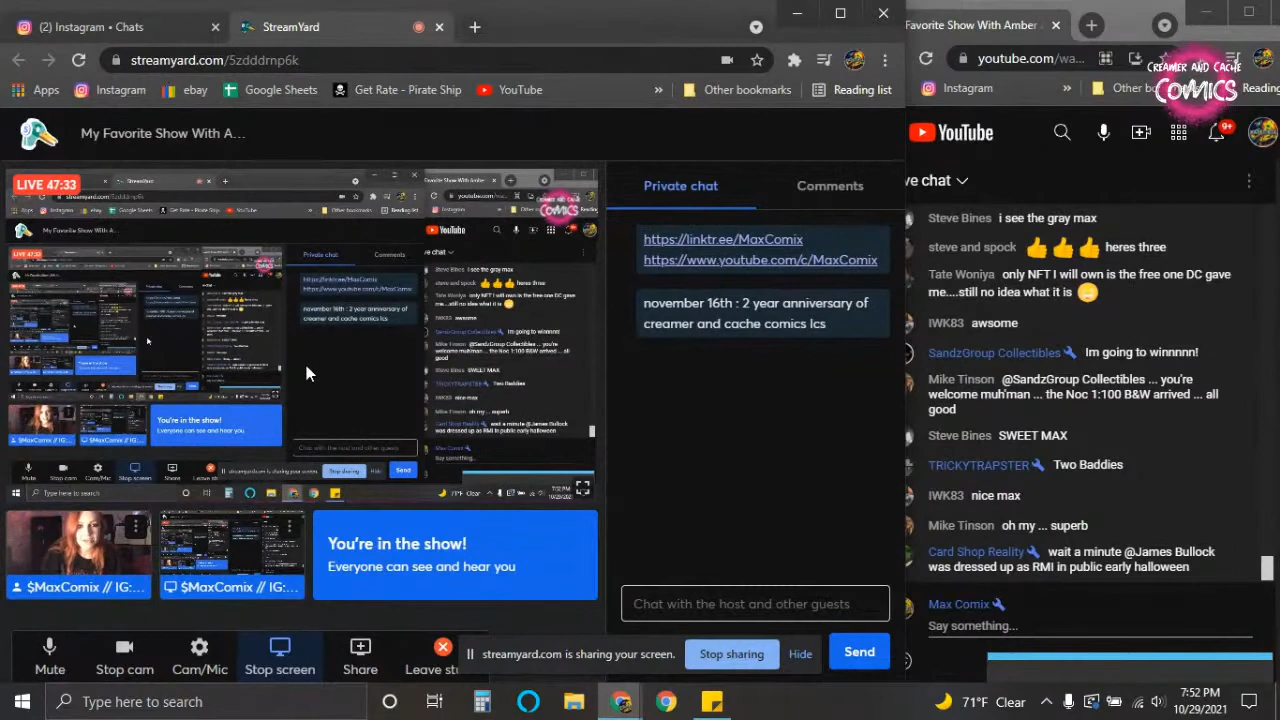 (2) Instagram • Chats
StreamYard
Favorite Show With Amber
streamyard.com/5zdddrnp6k
youtube.com/wa...
CREAMER AND CACHE
COMICS
Apps
Instagram
ebay
Google Sheets
Get Rate - Pirate Ship
YouTube
»
Other bookmarks
Reading list
Instagram
»
Other bo
Reading
My Favorite Show With A...
YouTube
9+
LIVE 47:33
Private chat
Comments
ve chat
https://linktr.ee/MaxComix
https://www.youtube.com/c/MaxComix
november 16th : 2 year anniversary of
creamer and cache comics lcs
Steve Bines i see the gray max
steve and spock 👍👍👍 heres three
Tate Woriya only NFT I will own is the free one DC gave
me....still no idea what it is 😁
IWK83 awsome
SandzGroup Collectibles I'm going to winnnnn!
Mike Tinson @SandzGroup Collectibles ... you're
welcome muh'man ... the Noc 1:100 B&W arrived ... all
good
Steve Bines SWEET MAX
TRICKYTRAPSTER Two Baddies
IWK83 nice max
Mike Tinson oh my ... superb
Card Shop Reality wait a minute @James Bullock
was dressed up as RMI in public early halloween
Max Comix
Say something...
You're in the show!
Everyone can see and hear you
$MaxComix // IG:...
$MaxComix // IG:...
Chat with the host and other guests
Mute
Stop cam
Cam/Mic
Stop screen
Share
Leave stu
streamyard.com is sharing your screen.
Stop sharing
Hide
Send
Type here to search
71°F Clear
7:52 PM
10/29/2021